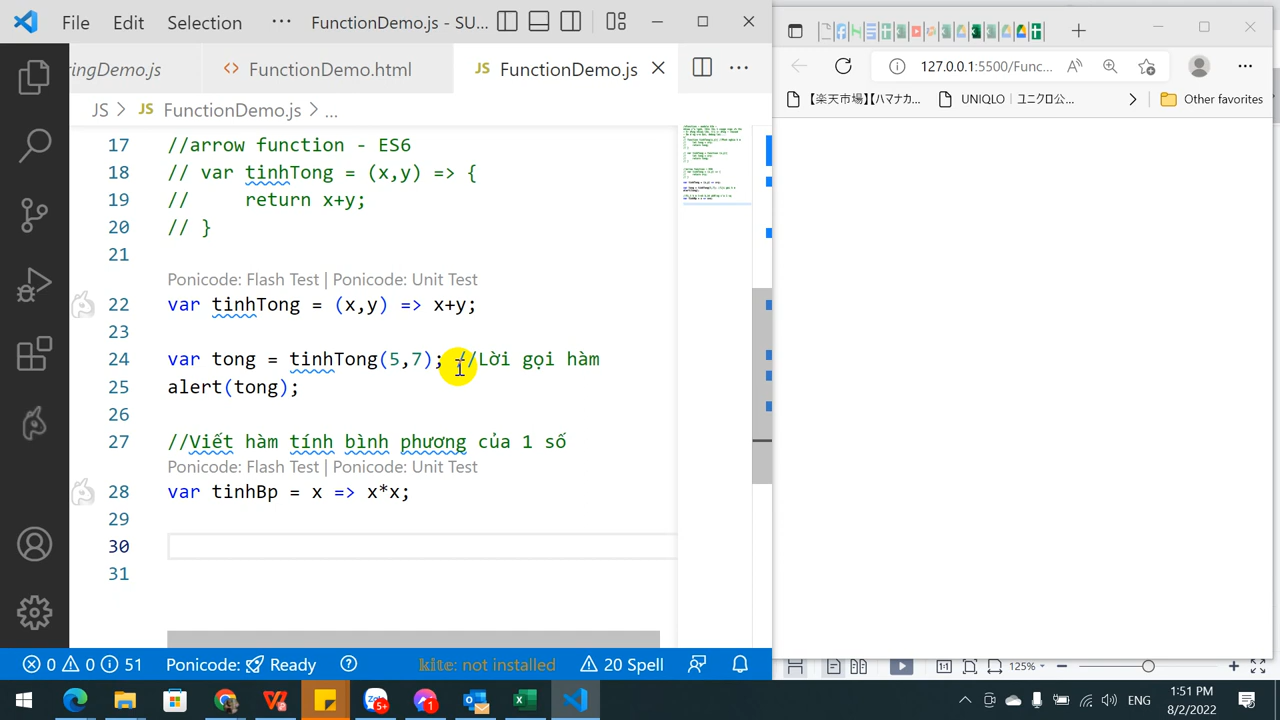 File Edit Selection ··· FunctionDemo.js - SU...
ringDemo.js FunctionDemo.html JS FunctionDemo.js
127.0.0.1:5500/Func...
JS > JS FunctionDemo.js > ...
【楽天市場】【ハマナカ... UNIQLO | ユニクロ公... Other favorites
17 //arrow function - ES6
18 // var tinhTong = (x,y) => {
19 // return x+y;
20 // }
21
Ponicode: Flash Test | Ponicode: Unit Test
22 var tinhTong = (x,y) => x+y;
23
24 var tong = tinhTong(5,7); //Lời gọi hàm
25 alert(tong);
26
27 //Viết hàm tính bình phương của 1 số
Ponicode: Flash Test | Ponicode: Unit Test
28 var tinhBp = x => x*x;
29
30
31
0 0 51 Ponicode: Ready kite: not installed 20 Spell
125%
ENG
1:51 PM
8/2/2022